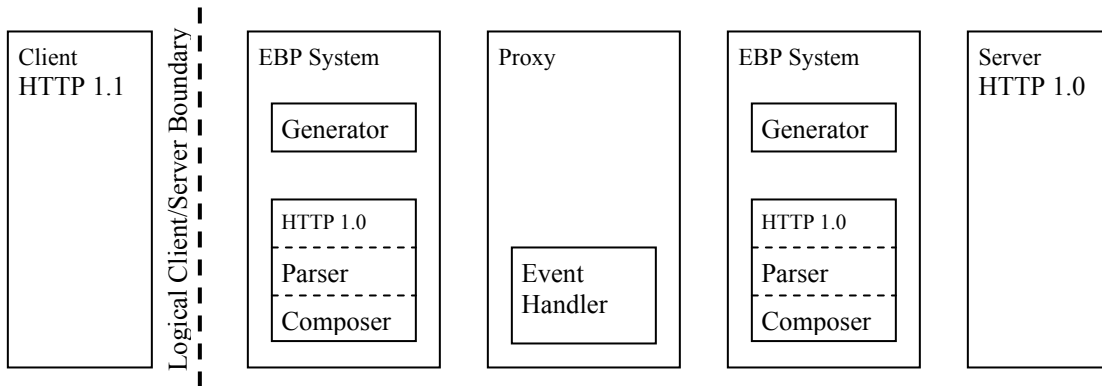 Client
HTTP 1.1
Logical Client/Server Boundary
EBP System
Generator
HTTP 1.0
Parser
Composer
Proxy
Event
Handler
EBP System
Generator
HTTP 1.0
Parser
Composer
Server
HTTP 1.0